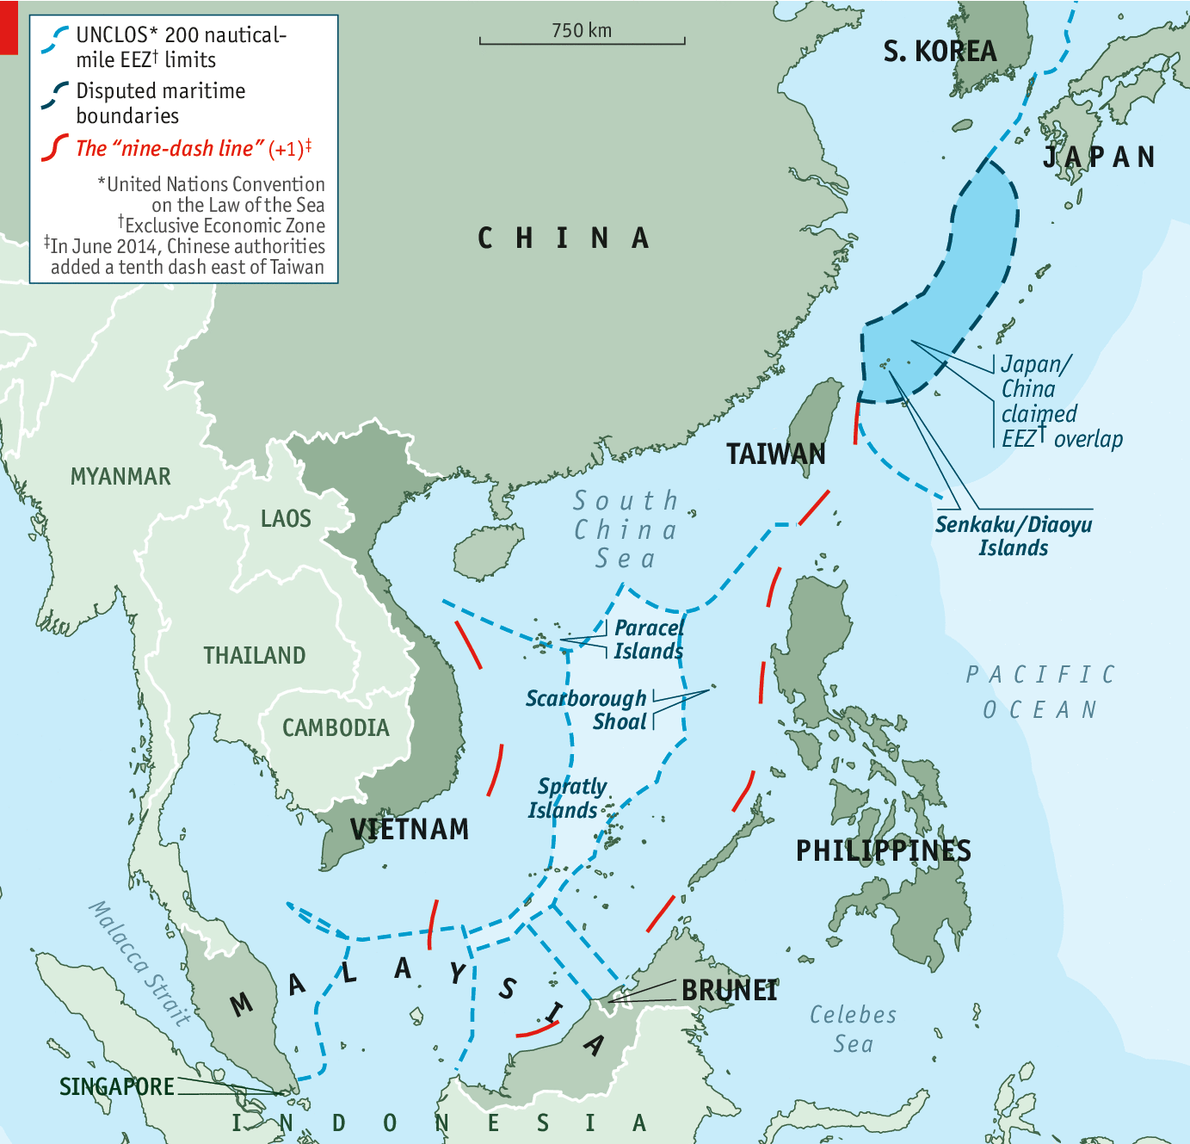 UNCLOS* 200 nautical-
mile EEZ† limits
Disputed maritime
boundaries
The “nine-dash line” (+1)‡
*United Nations Convention
on the Law of the Sea
†Exclusive Economic Zone
‡In June 2014, Chinese authorities
added a tenth dash east of Taiwan
750 km
S. KOREA
JAPAN
CHINA
Japan/
China
claimed
EEZ† overlap
TAIWAN
MYANMAR
LAOS
South
China
Sea
Senkaku/Diaoyu
Islands
Paracel
Islands
THAILAND
PACIFIC
OCEAN
Scarborough
Shoal
CAMBODIA
Spratly
Islands
VIETNAM
PHILIPPINES
Malacca Strait
MALAYSIA
BRUNEI
Celebes
Sea
SINGAPORE
INDONESIA